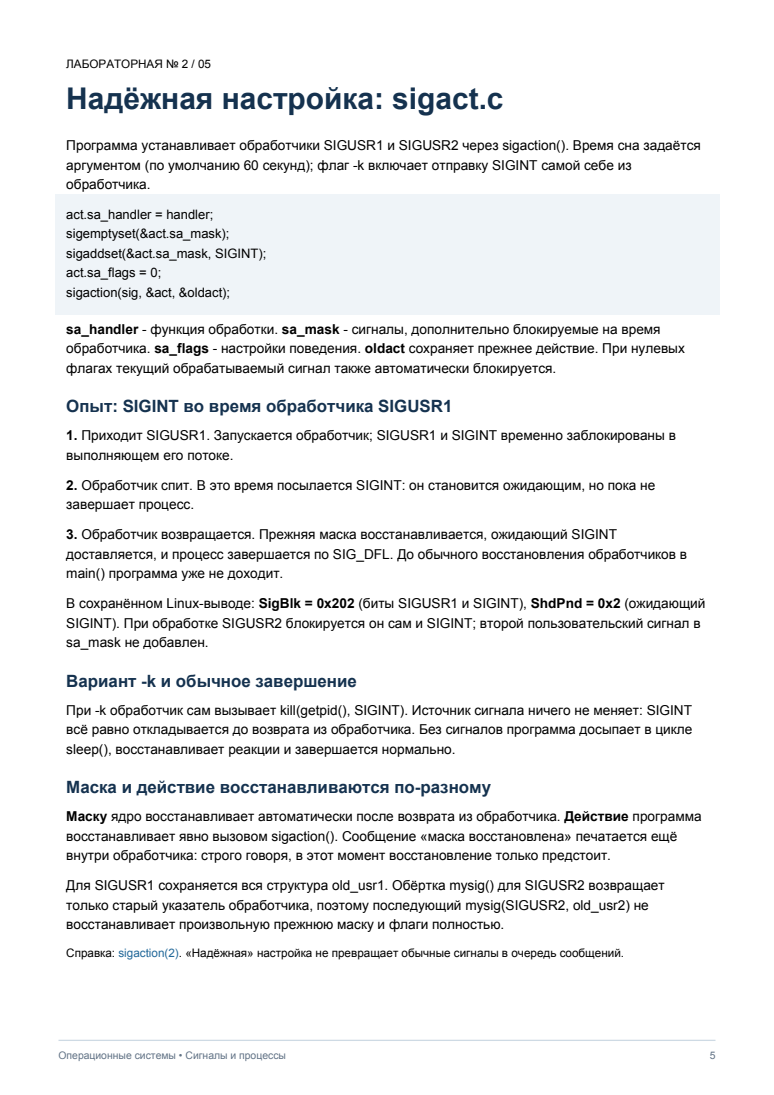 ЛАБОРАТОРНАЯ № 2 / 05
Надёжная настройка: sigact.c
Программа устанавливает обработчики SIGUSR1 и SIGUSR2 через sigaction(). Время сна задаётся
аргументом (по умолчанию 60 секунд); флаг -k включает отправку SIGINT самой себе из
обработчика.
act.sa_handler = handler;
sigemptyset(&act.sa_mask);
sigaddset(&act.sa_mask, SIGINT);
act.sa_flags = 0;
sigaction(sig, &act, &oldact);
sa_handler - функция обработки. sa_mask - сигналы, дополнительно блокируемые на время
обработчика. sa_flags - настройки поведения. oldact сохраняет прежнее действие. При нулевых
флагах текущий обрабатываемый сигнал также автоматически блокируется.
Опыт: SIGINT во время обработчика SIGUSR1
1. Приходит SIGUSR1. Запускается обработчик; SIGUSR1 и SIGINT временно заблокированы в
выполняющем его потоке.
2. Обработчик спит. В это время посылается SIGINT: он становится ожидающим, но пока не
завершает процесс.
3. Обработчик возвращается. Прежняя маска восстанавливается, ожидающий SIGINT
доставляется, и процесс завершается по SIG_DFL. До обычного восстановления обработчиков в
main() программа уже не доходит.
В сохранённом Linux-выводе: SigBlk = 0x202 (биты SIGUSR1 и SIGINT), ShdPnd = 0x2 (ожидающий
SIGINT). При обработке SIGUSR2 блокируется он сам и SIGINT; второй пользовательский сигнал в
sa_mask не добавлен.
Вариант -k и обычное завершение
При -k обработчик сам вызывает kill(getpid(), SIGINT). Источник сигнала ничего не меняет: SIGINT
всё равно откладывается до возврата из обработчика. Без сигналов программа досыпает в цикле
sleep(), восстанавливает реакции и завершается нормально.
Маска и действие восстанавливаются по-разному
Маску ядро восстанавливает автоматически после возврата из обработчика. Действие программа
восстанавливает явно вызовом sigaction(). Сообщение «маска восстановлена» печатается ещё
внутри обработчика: строго говоря, в этот момент восстановление только предстоит.
Для SIGUSR1 сохраняется вся структура old_usr1. Обёртка mysig() для SIGUSR2 возвращает
только старый указатель обработчика, поэтому последующий mysig(SIGUSR2, old_usr2) не
восстанавливает произвольную прежнюю маску и флаги полностью.
Справка: sigaction(2). «Надёжная» настройка не превращает обычные сигналы в очередь сообщений.
Операционные системы • Сигналы и процессы
5